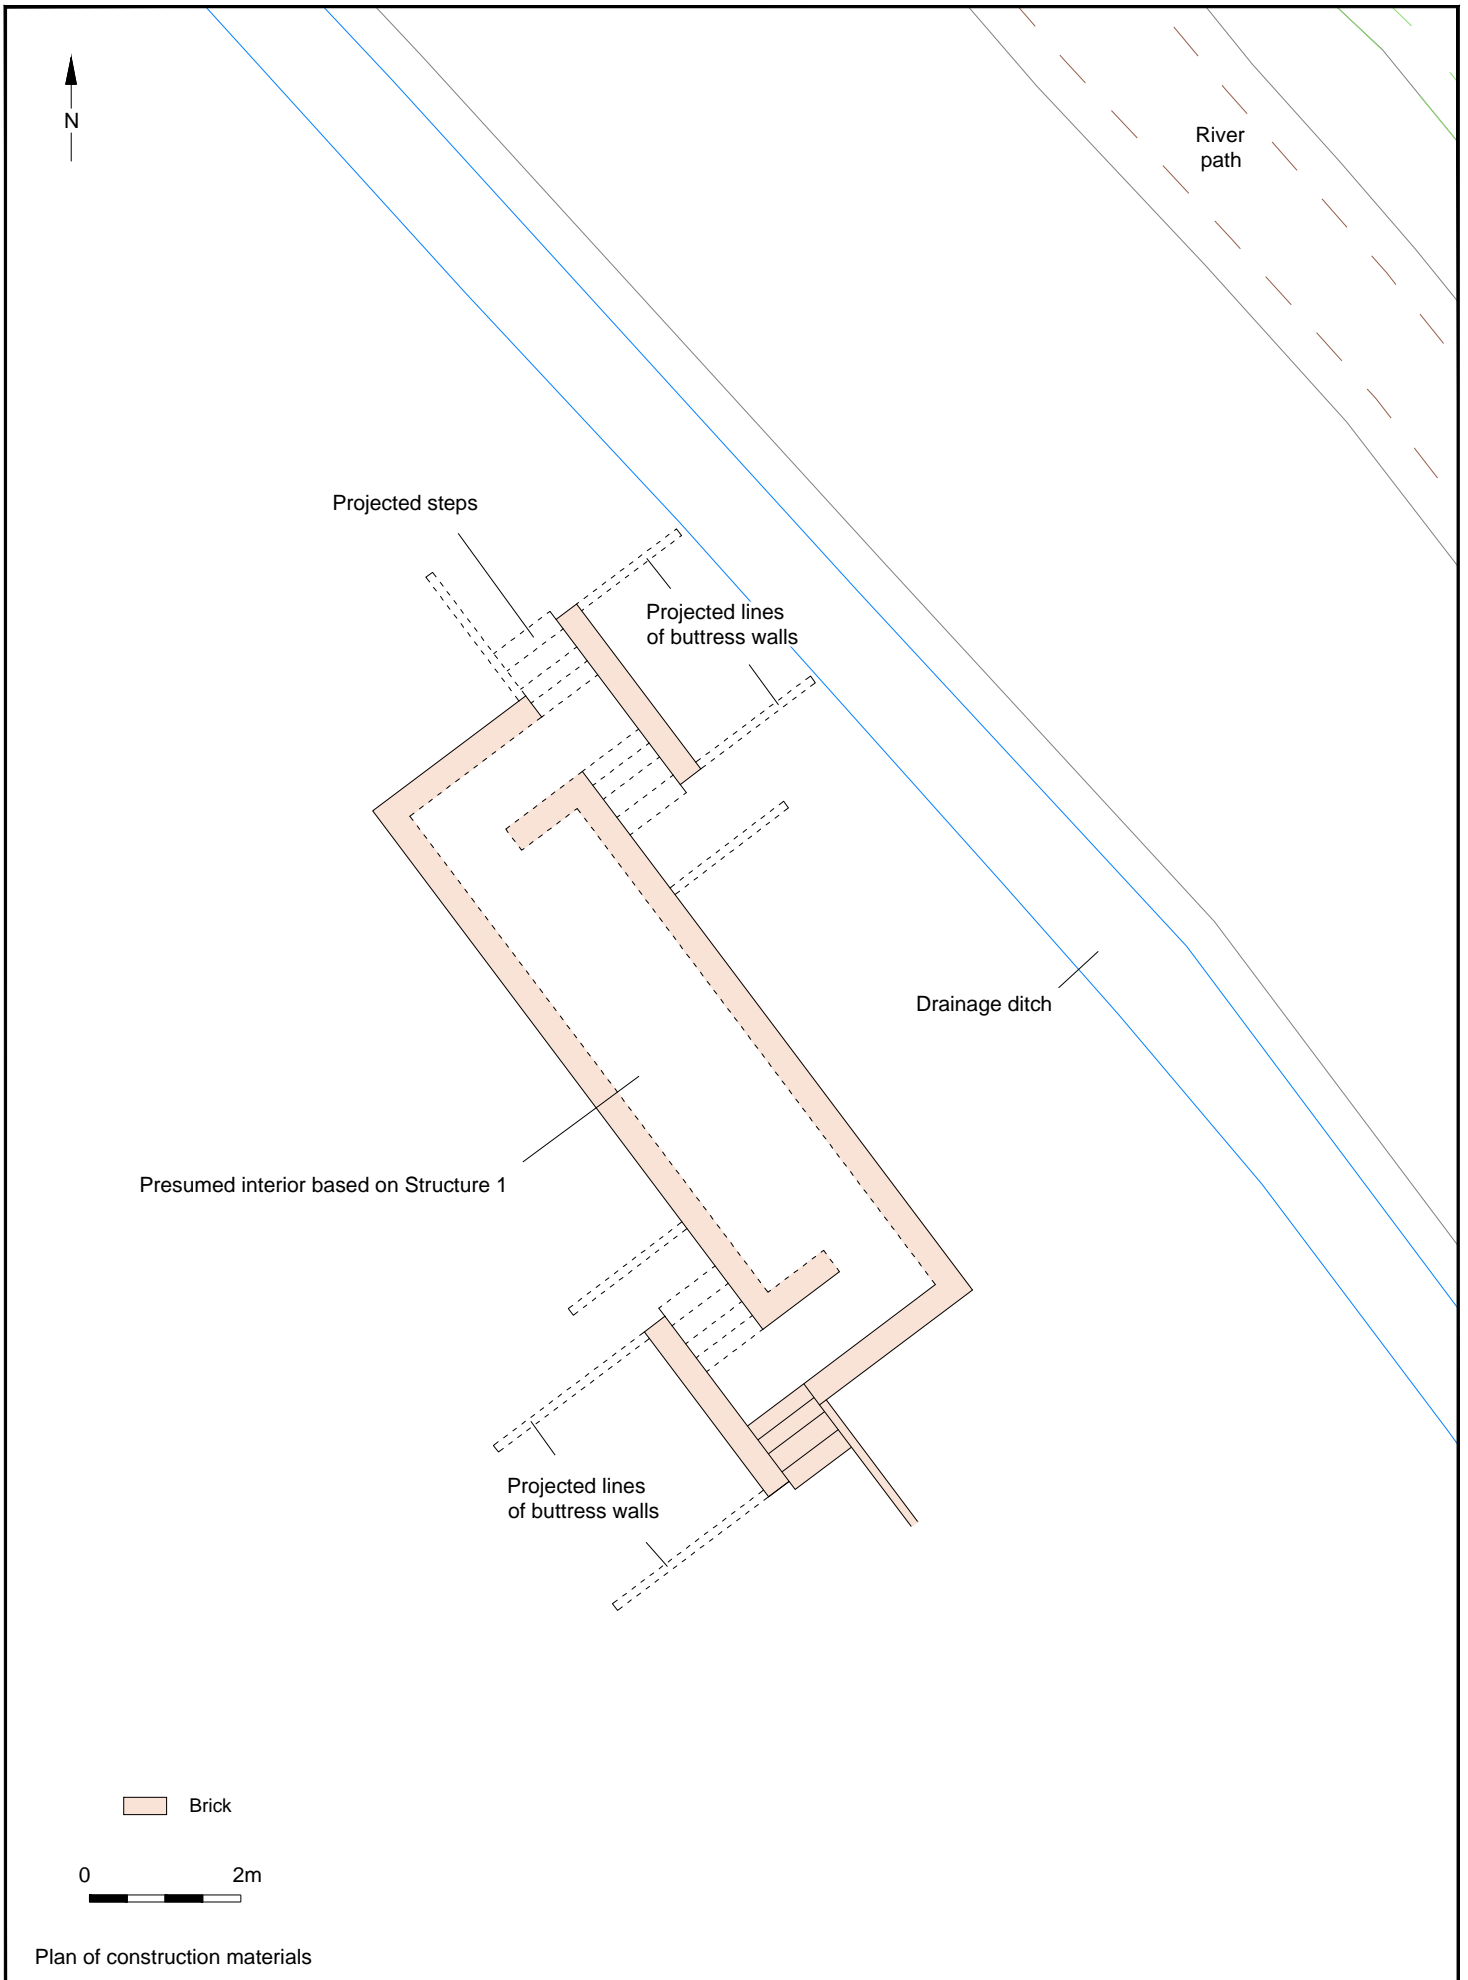 N
River
path
Projected steps
Projected lines
of buttress walls
Drainage ditch
Presumed interior based on Structure 1
Projected lines
of buttress walls
Brick
0 2m
Plan of construction materials